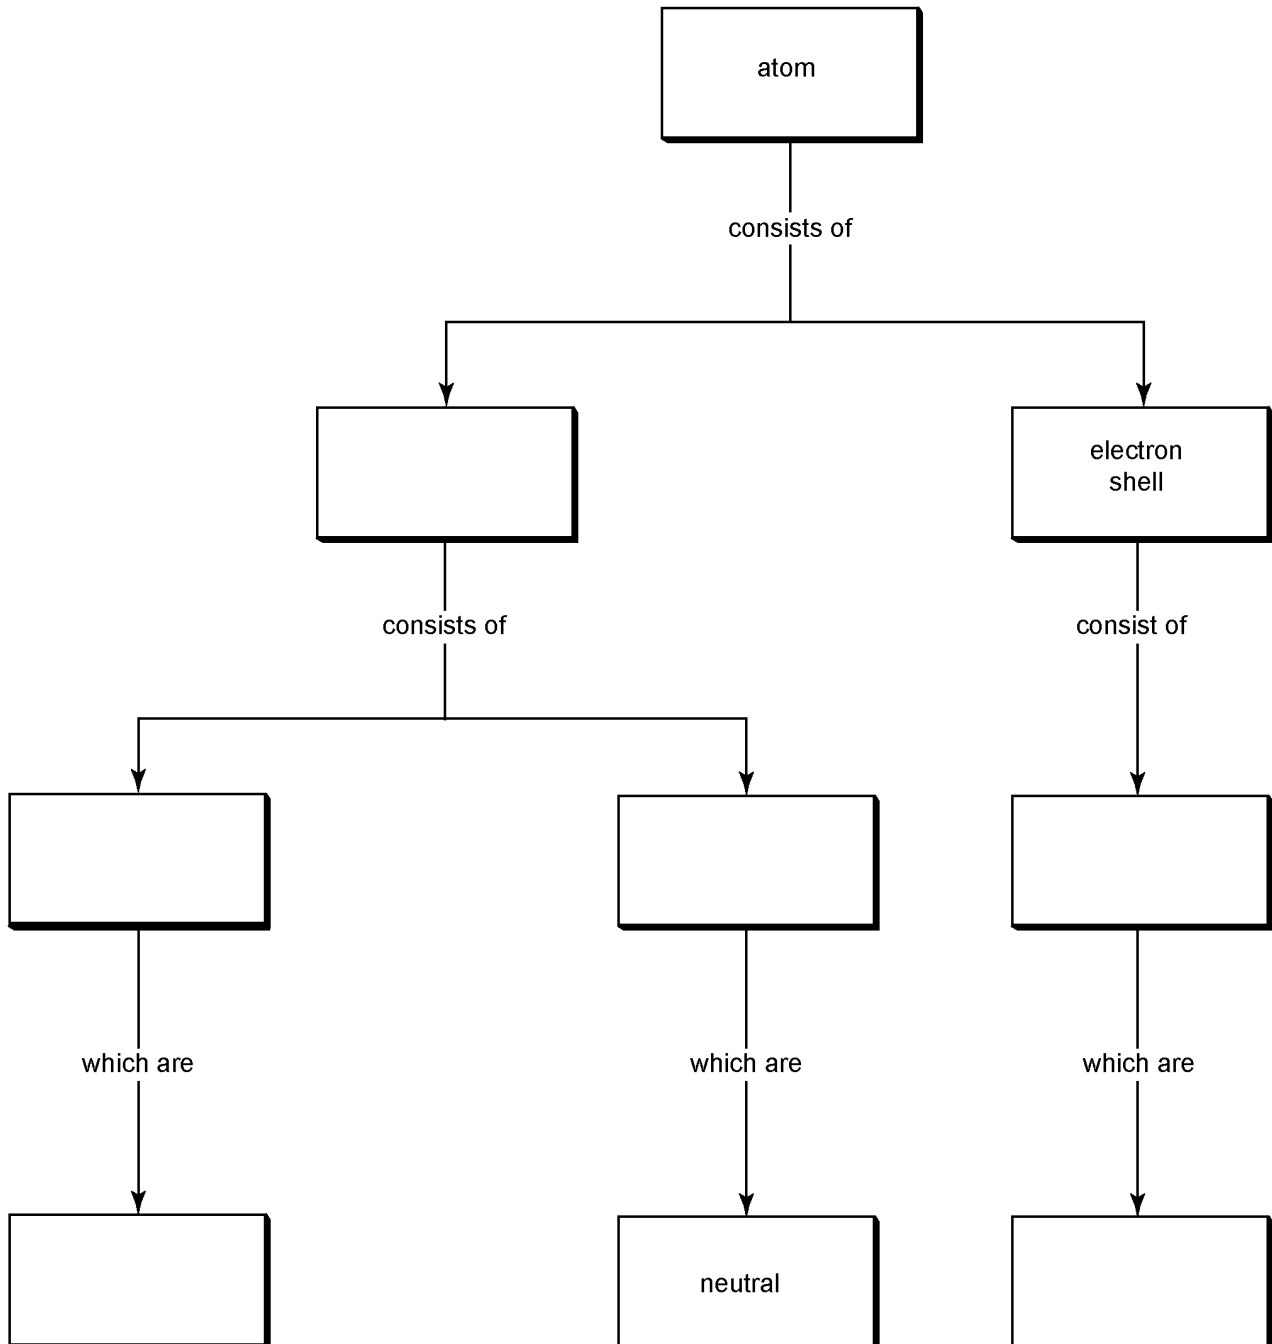 atom
consists of
electron
shell
consists of
consist of
which are
which are
which are
neutral